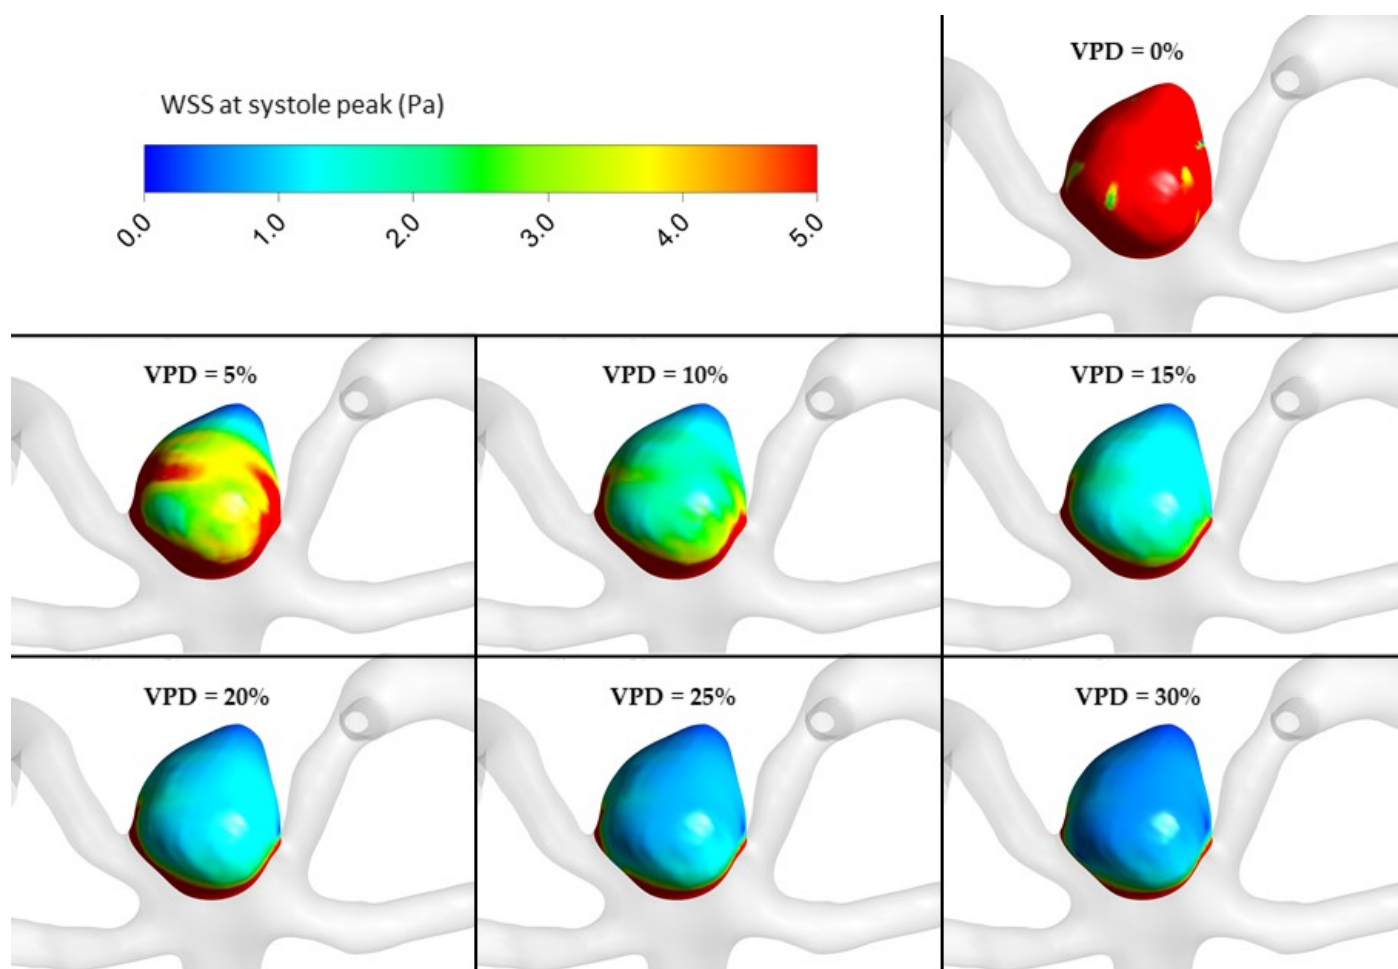 VPD = 0%
WSS at systole peak (Pa)
0.0 1.0 2.0 3.0 4.0 5.0
VPD = 5% VPD = 10% VPD = 15%
VPD = 20% VPD = 25% VPD = 30%